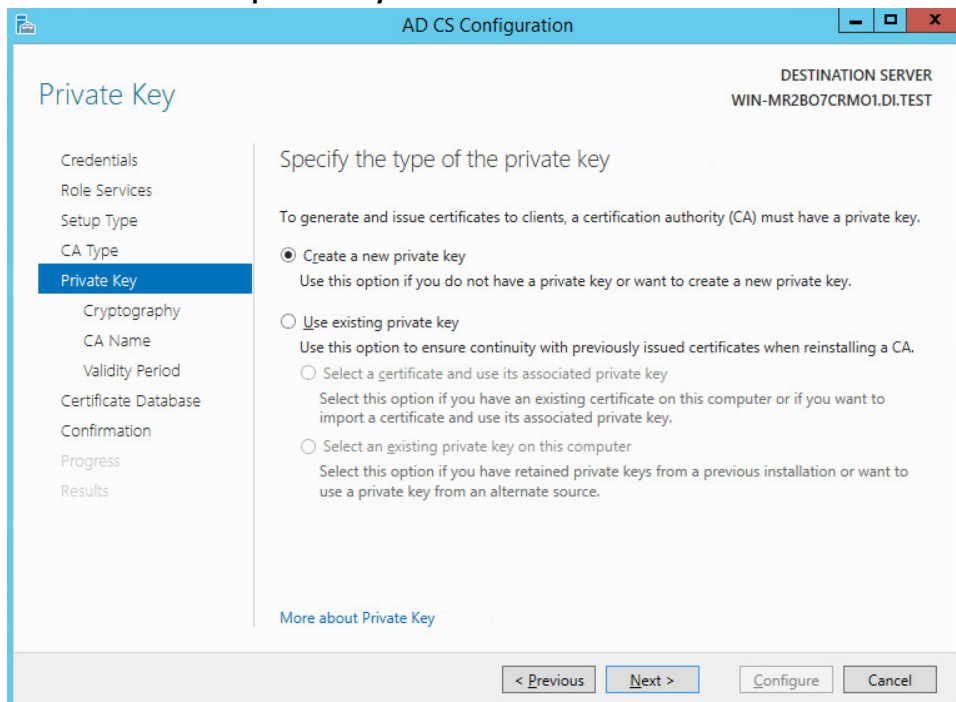 AD CS Configuration
Private Key
DESTINATION SERVER
WIN-MR2BO7CRMO1.DI.TEST
Credentials
Role Services
Setup Type
CA Type
Private Key
Cryptography
CA Name
Validity Period
Certificate Database
Confirmation
Progress
Results
Specify the type of the private key
To generate and issue certificates to clients, a certification authority (CA) must have a private key.
Create a new private key
Use this option if you do not have a private key or want to create a new private key.
Use existing private key
Use this option to ensure continuity with previously issued certificates when reinstalling a CA.
Select a certificate and use its associated private key
Select this option if you have an existing certificate on this computer or if you want to
import a certificate and use its associated private key.
Select an existing private key on this computer
Select this option if you have retained private keys from a previous installation or want to
use a private key from an alternate source.
More about Private Key
< Previous
Next >
Configure
Cancel